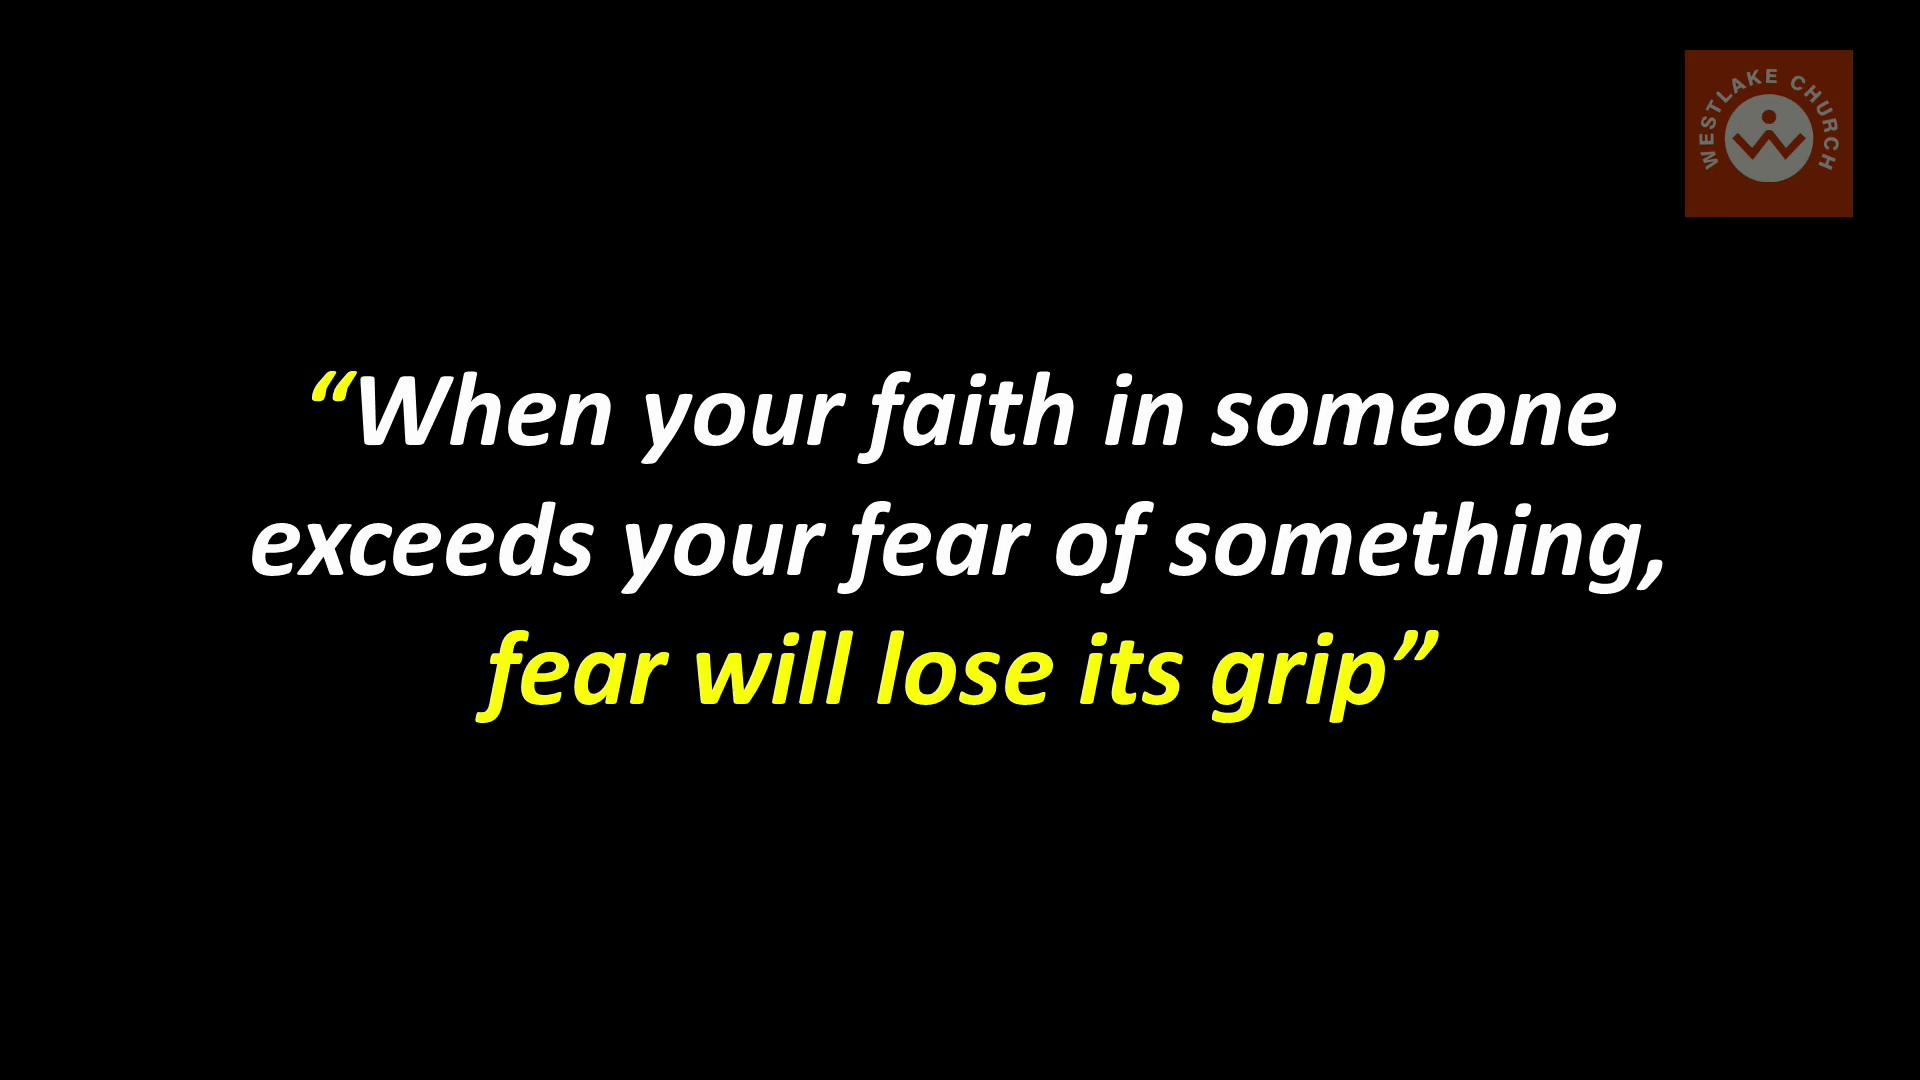 WESTLAKE CHURCH
“When your faith in someone
exceeds your fear of something,
fear will lose its grip”